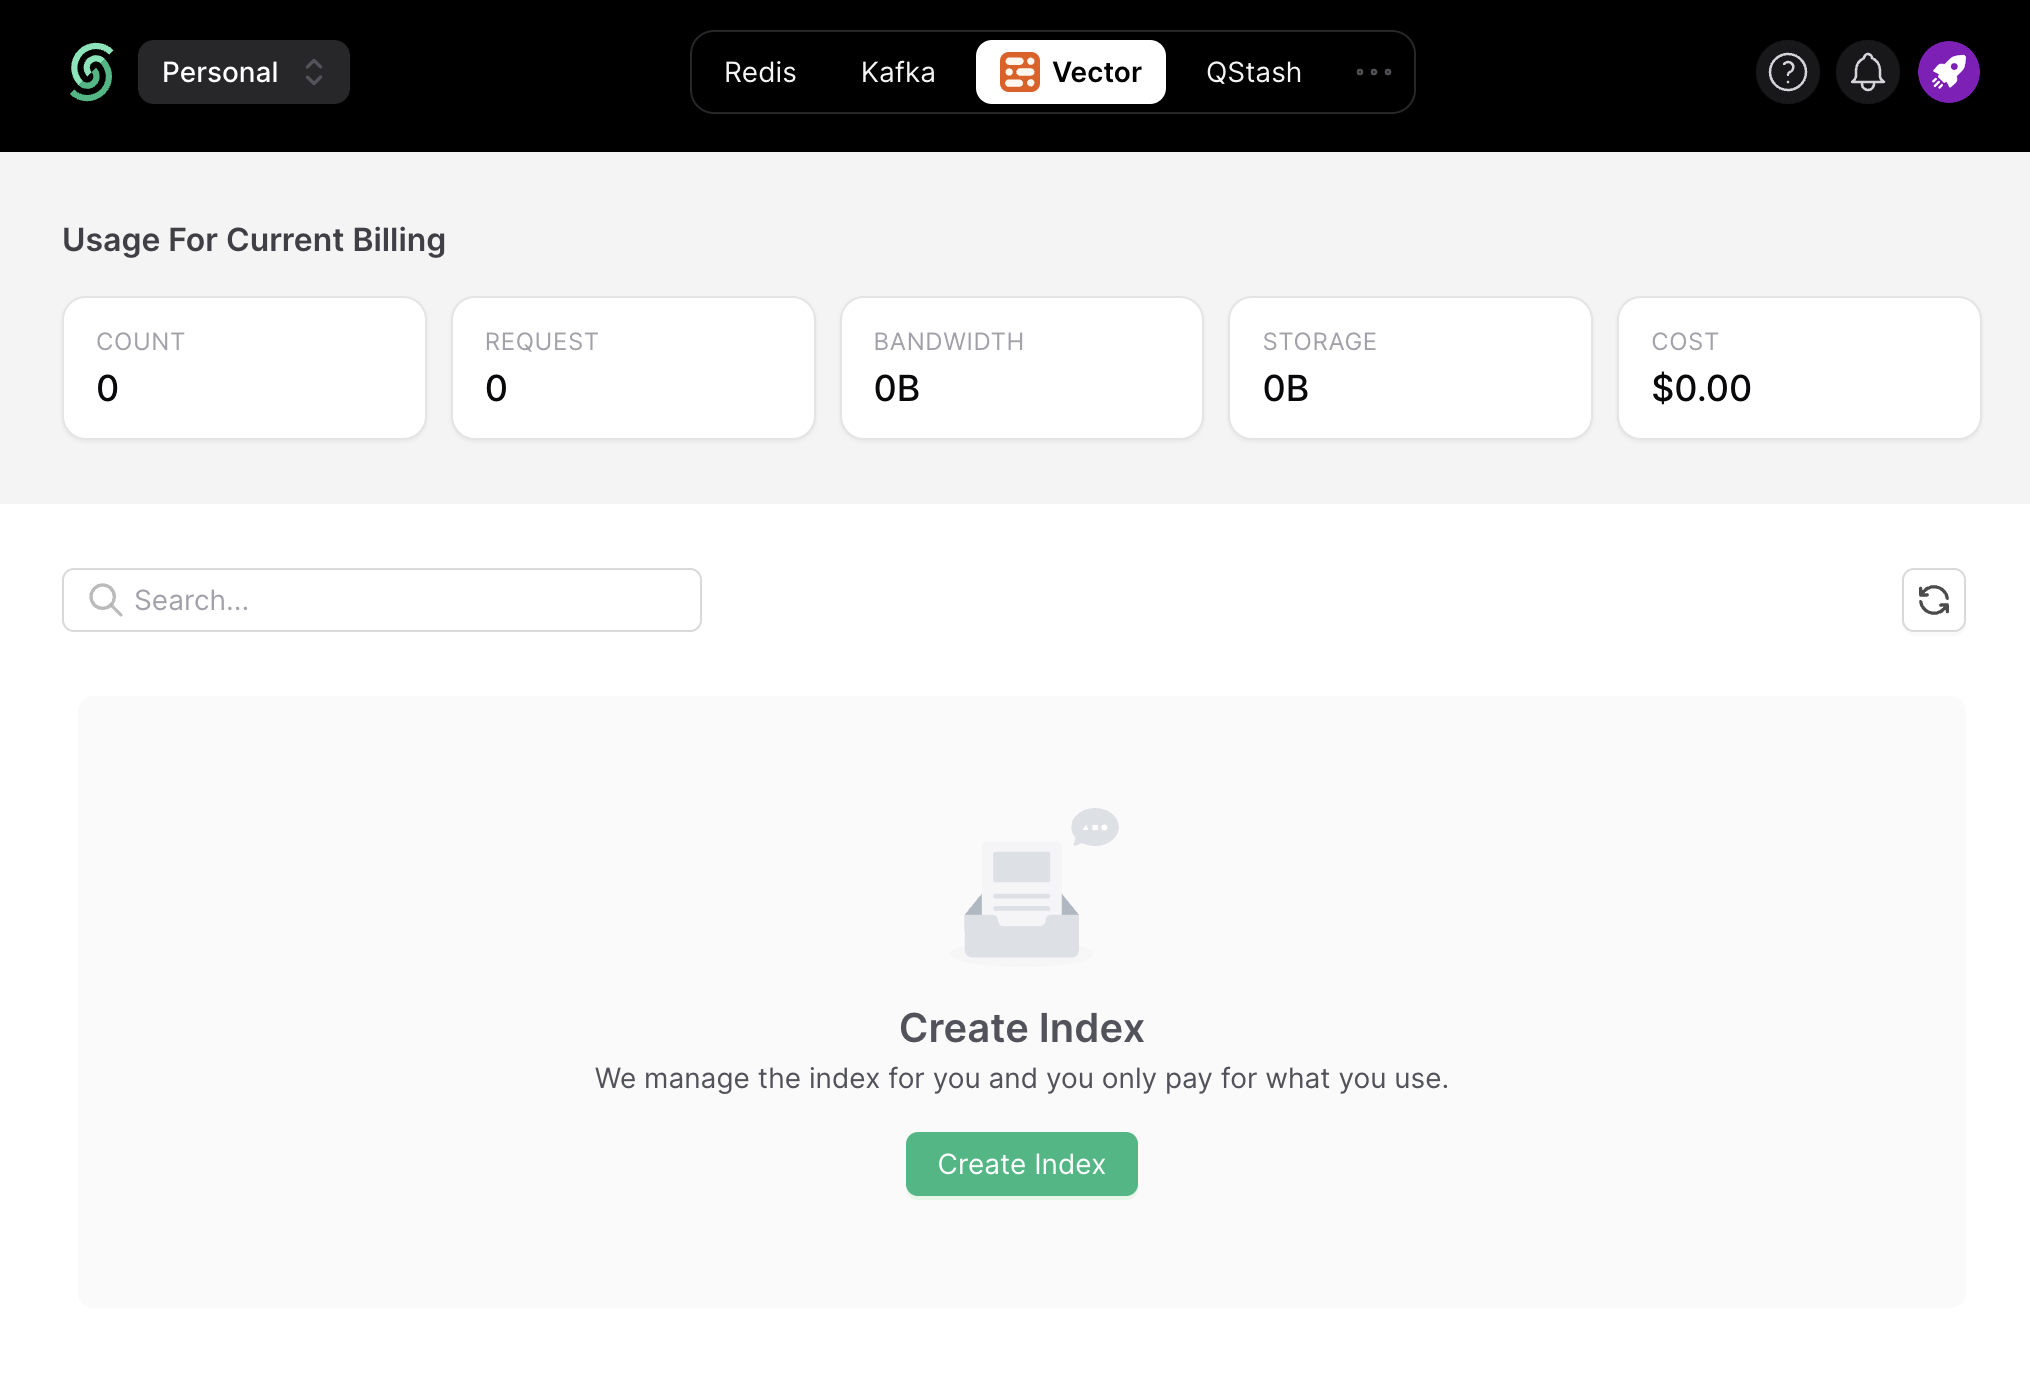 Personal
Redis
Kafka
Vector
QStash
Usage For Current Billing
COUNT
0
REQUEST
0
BANDWIDTH
0B
STORAGE
0B
COST
$0.00
Search...
Create Index
We manage the index for you and you only pay for what you use.
Create Index